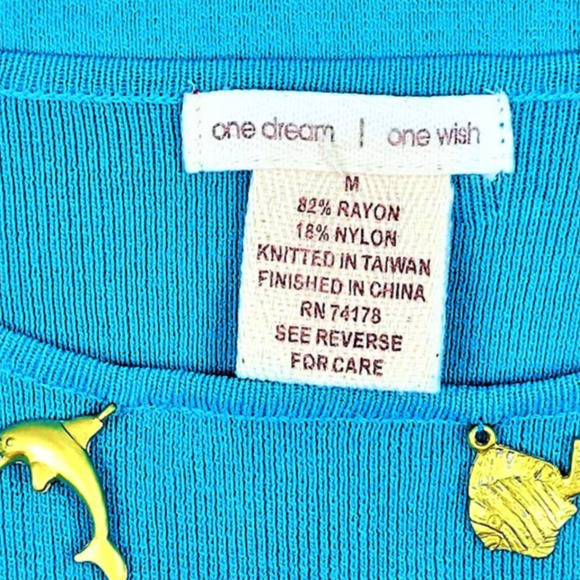 one dream | one wish
M
82% RAYON
18% NYLON
KNITTED IN TAIWAN
FINISHED IN CHINA
RN 74178
SEE REVERSE
FOR CARE